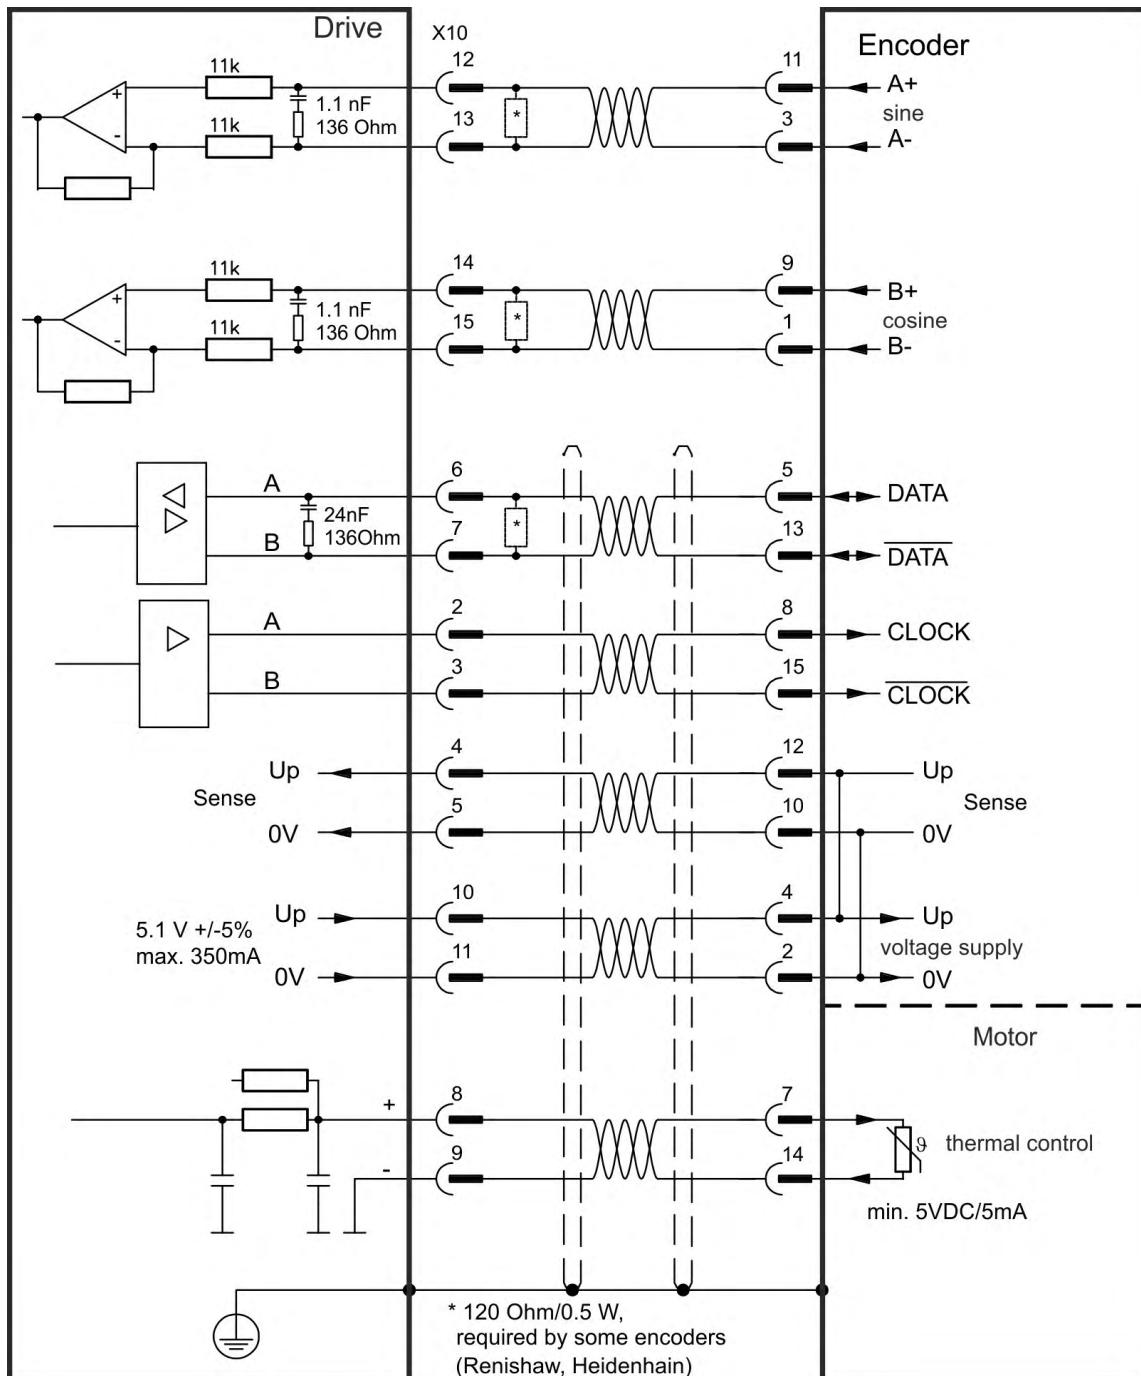 Drive
X10
Encoder
11k
12
11
A+
1.1 nF
136 Ohm
*
sine
11k
13
3
A-
+
-
11k
14
9
B+
1.1 nF
136 Ohm
*
cosine
11k
15
1
B-
+
-
A
6
5
DATA
24nF
136Ohm
*
B
7
13
DATA
A
2
8
CLOCK
B
3
15
CLOCK
Up
4
12
Up
Sense
Sense
0V
5
10
0V
5.1 V +/-5%
max. 350mA
Up
10
4
Up
voltage supply
0V
11
2
0V
Motor
+
8
7
ϑ thermal control
-
9
14
min. 5VDC/5mA
* 120 Ohm/0.5 W,
required by some encoders
(Renishaw, Heidenhain)